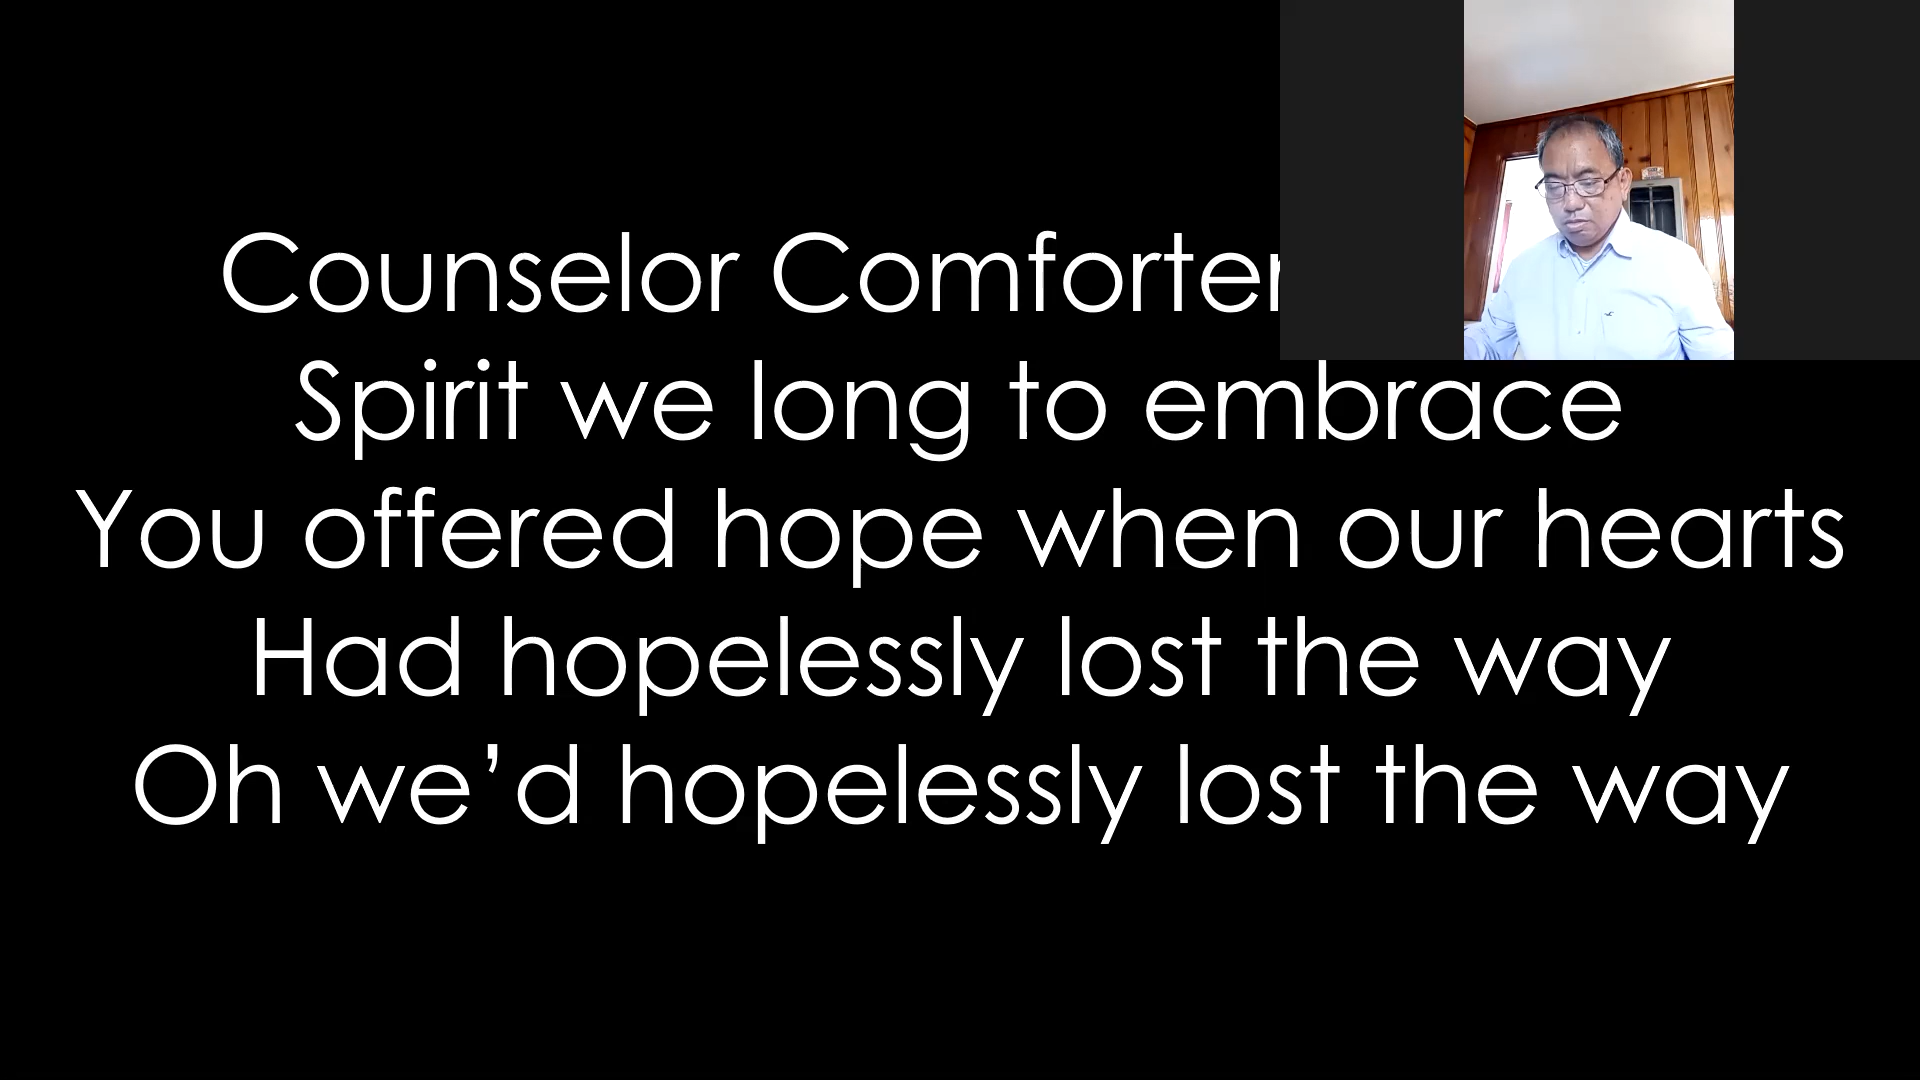 Counselor Comforter
Spirit we long to embrace
You offered hope when our hearts
Had hopelessly lost the way
Oh we’d hopelessly lost the way